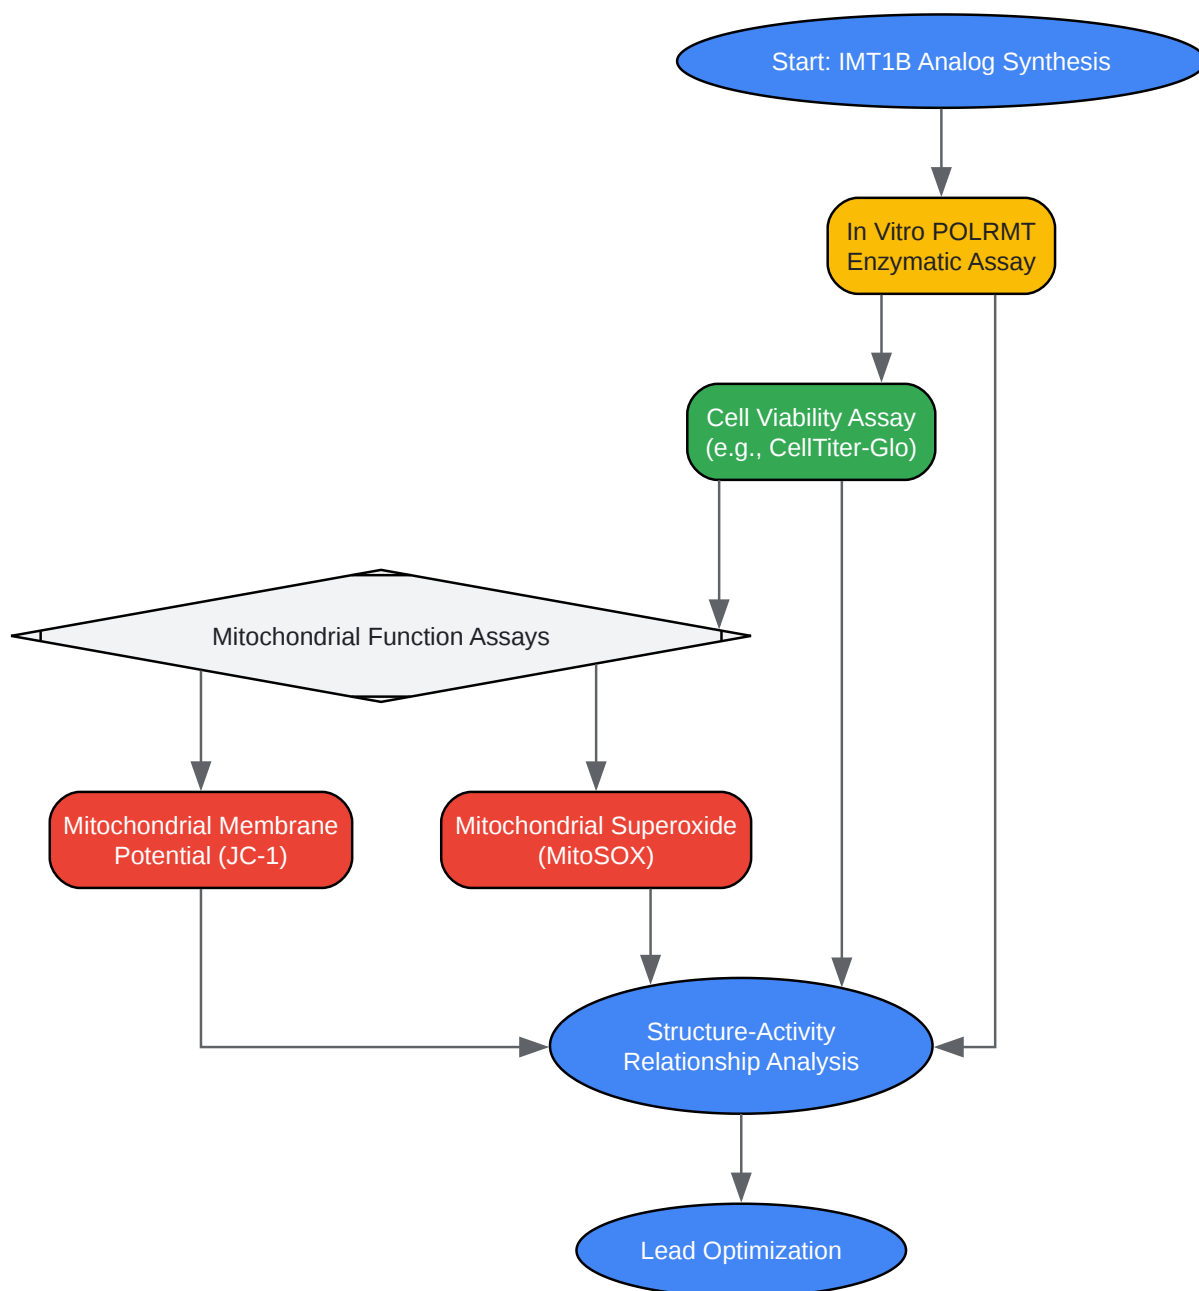 Start: IMT1B Analog Synthesis
In Vitro POLRMT
Enzymatic Assay
Cell Viability Assay
(e.g., CellTiter-Glo)
Mitochondrial Function Assays
Mitochondrial Membrane
Potential (JC-1)
Mitochondrial Superoxide
(MitoSOX)
Structure-Activity
Relationship Analysis
Lead Optimization